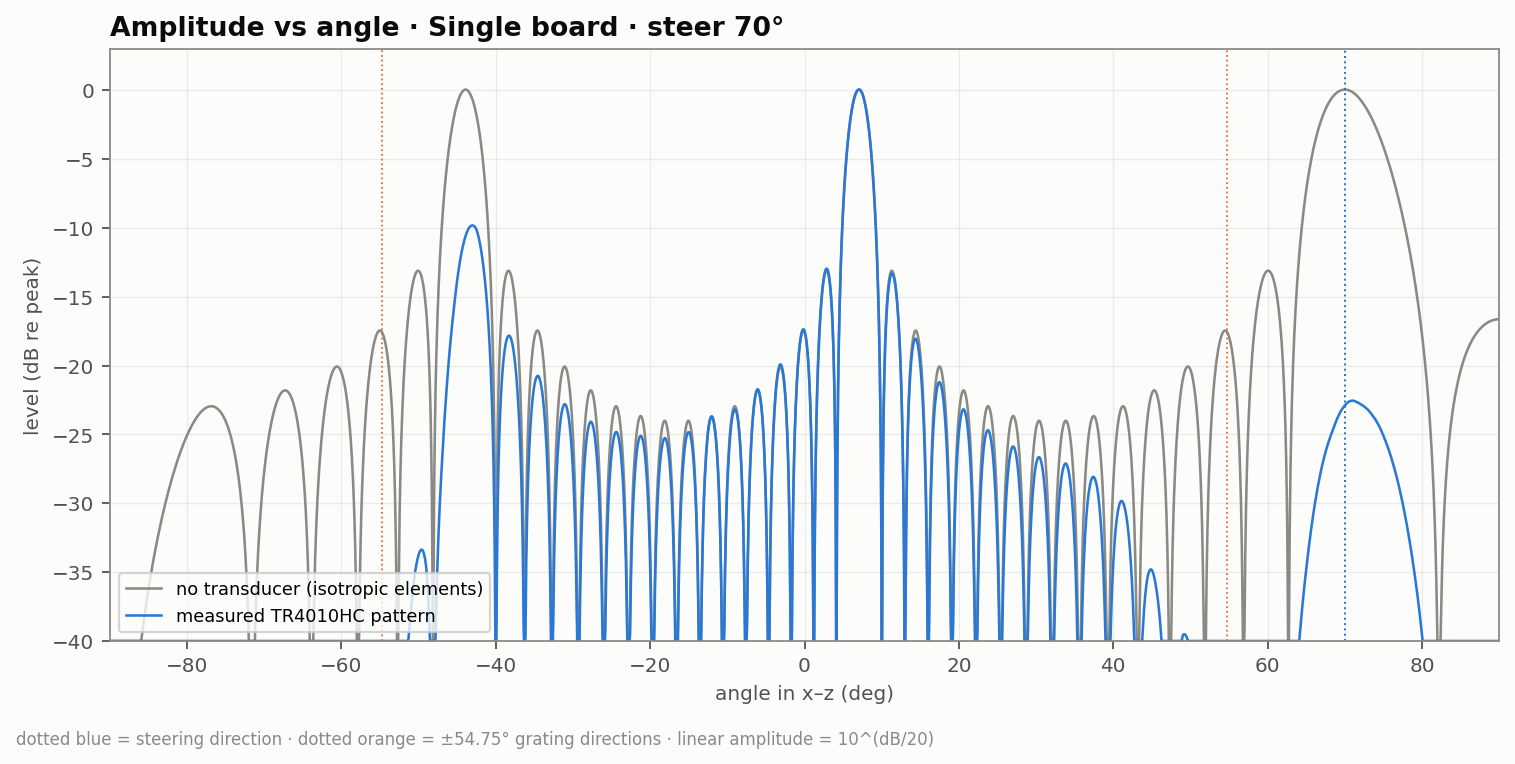 Amplitude vs angle · Single board · steer 70°
level (dB re peak)
0
−5
−10
−15
−20
−25
−30
−35
−40
no transducer (isotropic elements)
measured TR4010HC pattern
−80 −60 −40 −20 0 20 40 60 80
angle in x–z (deg)
dotted blue = steering direction · dotted orange = ±54.75° grating directions · linear amplitude = 10^(dB/20)